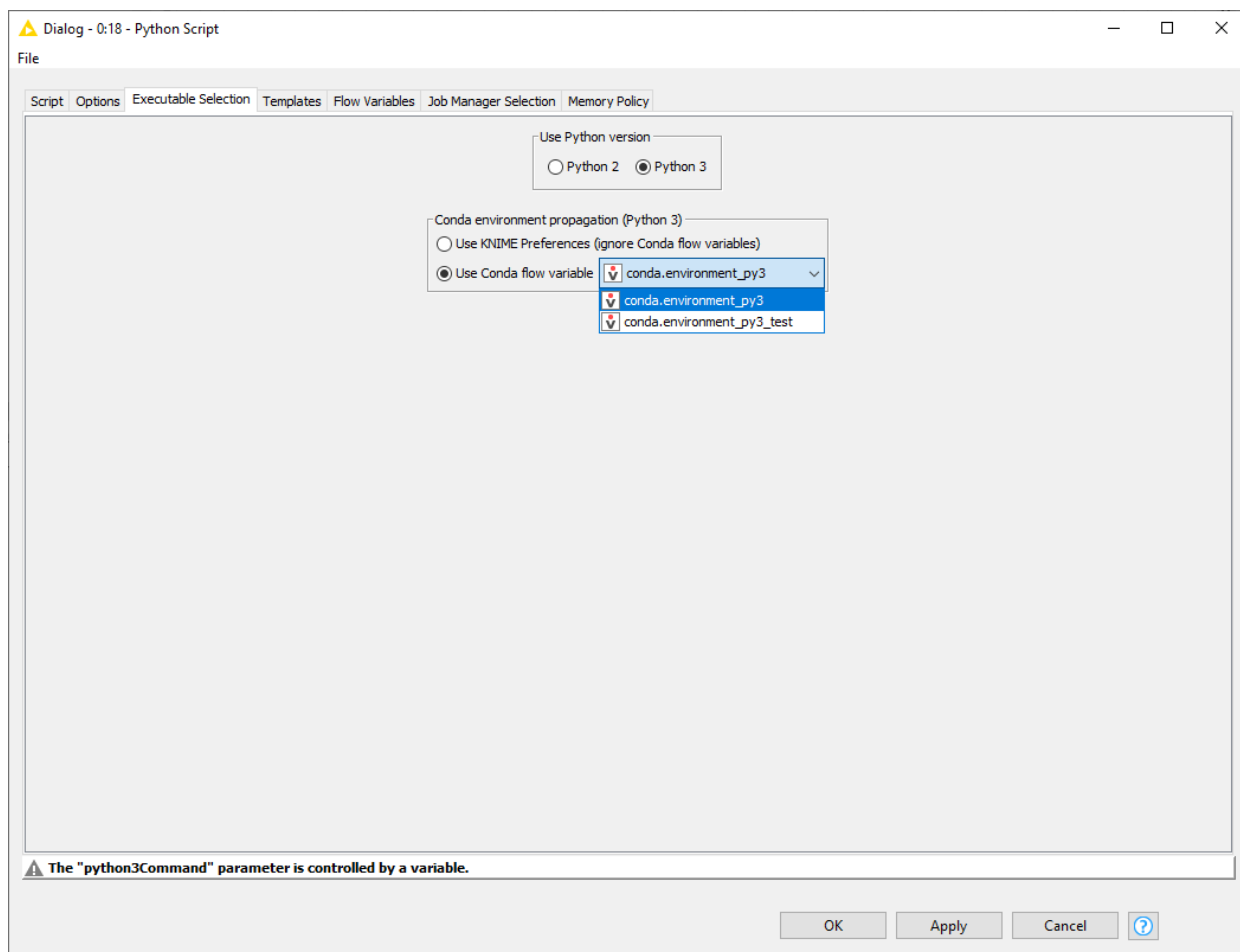 Dialog - 0:18 - Python Script
File
Script Options Executable Selection Templates Flow Variables Job Manager Selection Memory Policy
Use Python version
Python 2 Python 3
Conda environment propagation (Python 3)
Use KNIME Preferences (ignore Conda flow variables)
Use Conda flow variable conda.environment_py3
conda.environment_py3
conda.environment_py3_test
The "python3Command" parameter is controlled by a variable.
OK Apply Cancel ?